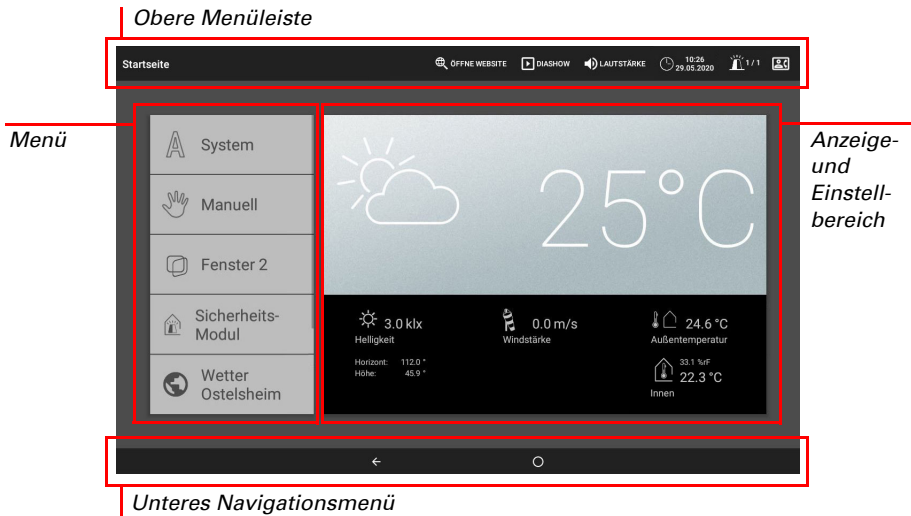 Obere Menüleiste
Startseite
ÖFFNE WEBSITE
DIASHOW
LAUTSTÄRKE
10:26
29.05.2020
1 / 1
Menü
System
Manuell
Fenster 2
Sicherheits-
Modul
Wetter
Ostelsheim
25°C
3.0 klx
Helligkeit
Horizont: 112.0 °
Höhe: 45.9 °
0.0 m/s
Windstärke
24.6 °C
Außentemperatur
33.1 %rF
22.3 °C
Innen
Anzeige-
und
Einstell-
bereich
Unteres Navigationsmenü